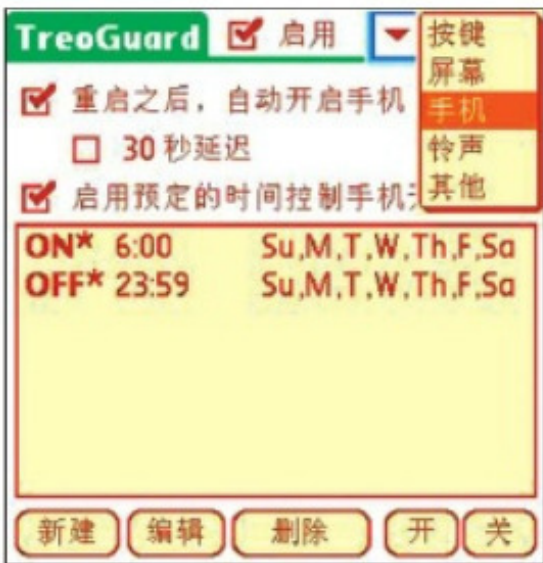 TreoGuard 启用
按键
屏幕
手机
铃声
其他
重启之后，自动开启手机
30 秒延迟
启用预定的时间控制手机
ON* 6:00 Su,M,T,W,Th,F,Sa
OFF* 23:59 Su,M,T,W,Th,F,Sa
新建 编辑 删除 开 关